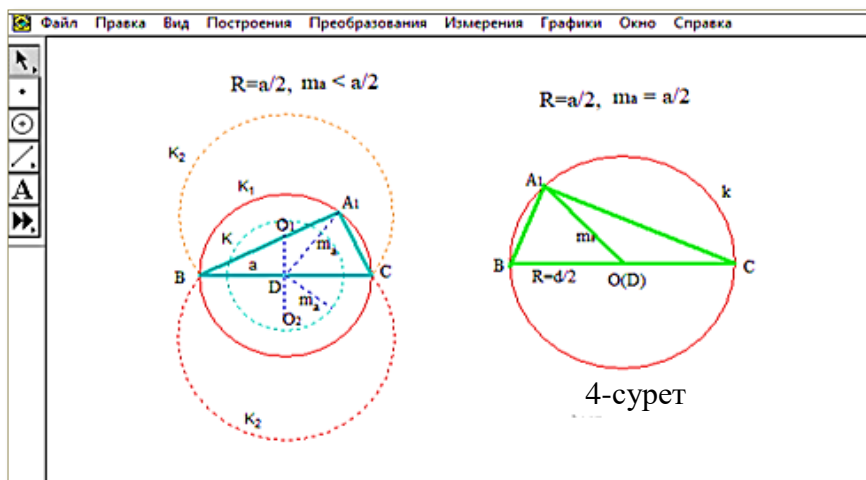 Файл Правка Вид Построения Преобразования Измерения Графики Окно Справка
A
R=a/2, mₐ < a/2
K₂
K₁
A₁
O₁
K
mₐ
B
a
C
D
mₐ
O₂
K₂
R=a/2, mₐ = a/2
A₁
k
mₐ
B
C
R=d/2
O(D)
4-сурет